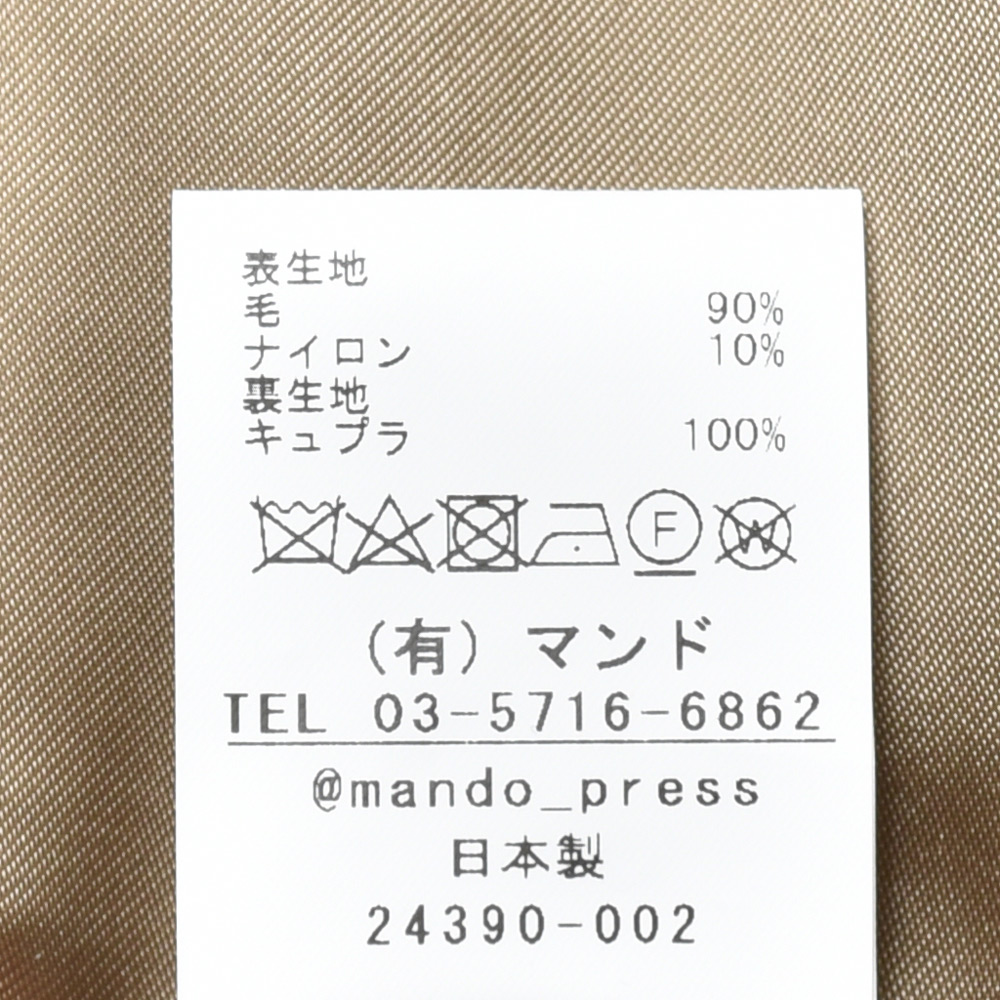 表生地
毛 90%
ナイロン 10%
裏生地
キュプラ 100%
F W
(有) マンド
TEL 03-5716-6862
@mando_press
日本製
24390-002